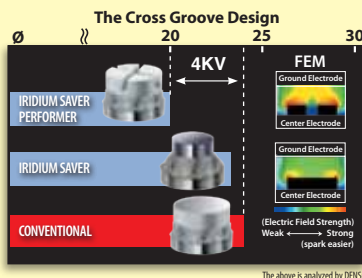 The Cross Groove Design
Ø 20 25 30
4KV
FEM
Ground Electrode
IRIDIUM SAVER
PERFORMER
Center Electrode
Ground Electrode
IRIDIUM SAVER
Center Electrode
(Electric Field Strength)
CONVENTIONAL
Weak Strong
(spark easier)
The above is analyzed by DENS